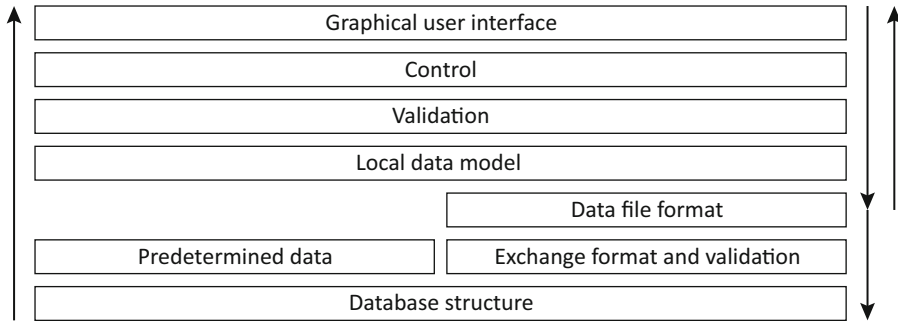 Graphical user interface
Control
Validation
Local data model
Data file format
Predetermined data
Exchange format and validation
Database structure